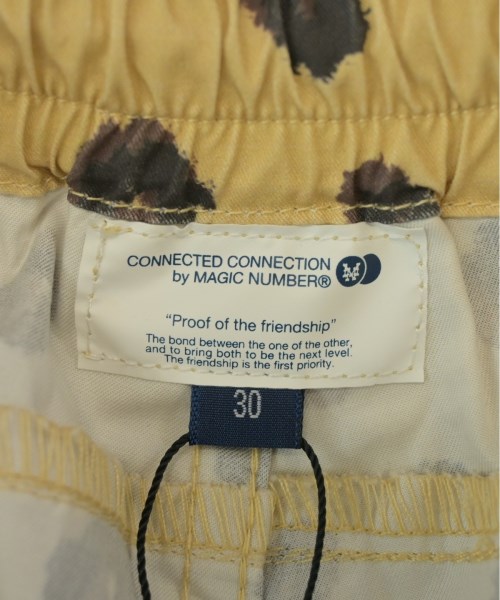 CONNECTED CONNECTION
by MAGIC NUMBER®
M
"Proof of the friendship"
The bond between the one of the other,
and to bring both to be the next level.
The friendship is the first priority.
30